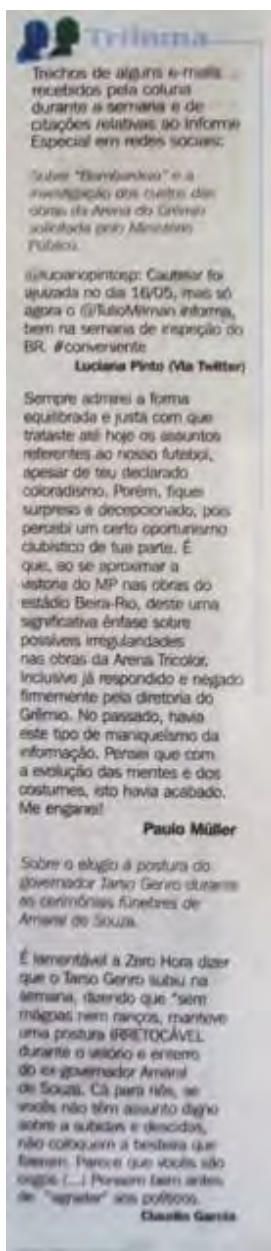 Tribuna
Trechos de alguns e-mails
recebidos pela coluna
durante a semana e de
citações relativas ao Informe
Especial em redes sociais:
Sobre "Bombardeio" e a
investigação dos custos das
obras da Arena do Grêmio
solicitada pelo Ministério
Público.
@lucianopintosp: Cautelar foi
ajuizada no dia 16/05, mas só
agora o @TulioMilman informa,
bem na semana de inspeção do
BR. #conveniente
Luciana Pinto (Via Twitter)
Sempre admirei a forma
equilibrada e justa com que
trataste até hoje os assuntos
referentes ao nosso futebol,
apesar de teu declarado
coloradismo. Porém, fiquei
surpreso e decepcionado, pois
percebi um certo oportunismo
clubístico de tua parte. É
que, ao se aproximar a
vistoria do MP nas obras do
estádio Beira-Rio, deste uma
significativa ênfase sobre
possíveis irregularidades
nas obras da Arena Tricolor,
inclusive já respondido e negado
firmemente pela diretoria do
Grêmio. No passado, havia
este tipo de maniqueísmo da
informação. Pensei que com
a evolução das mentes e dos
costumes, isto havia acabado.
Me enganei!
Paulo Müller
Sobre o elogio à postura do
governador Tarso Genro durante
as cerimônias fúnebres de
Amaral de Souza.
É lamentável a Zero Hora dizer
que o Tarso Genro subiu na
semana, dizendo que "sem
mágoas nem ranços, manteve
uma postura IRRETOCÁVEL
durante o velório e enterro
do ex-governador Amaral
de Souza. Cá para nós, se
vocês não têm assunto digno
sobre a subidas e descidas,
não coloquem a besteira que
fizeram. Parece que vocês são
cegos (...) Pensem bem antes
de "agradar" aos políticos.
Claudio Garcia